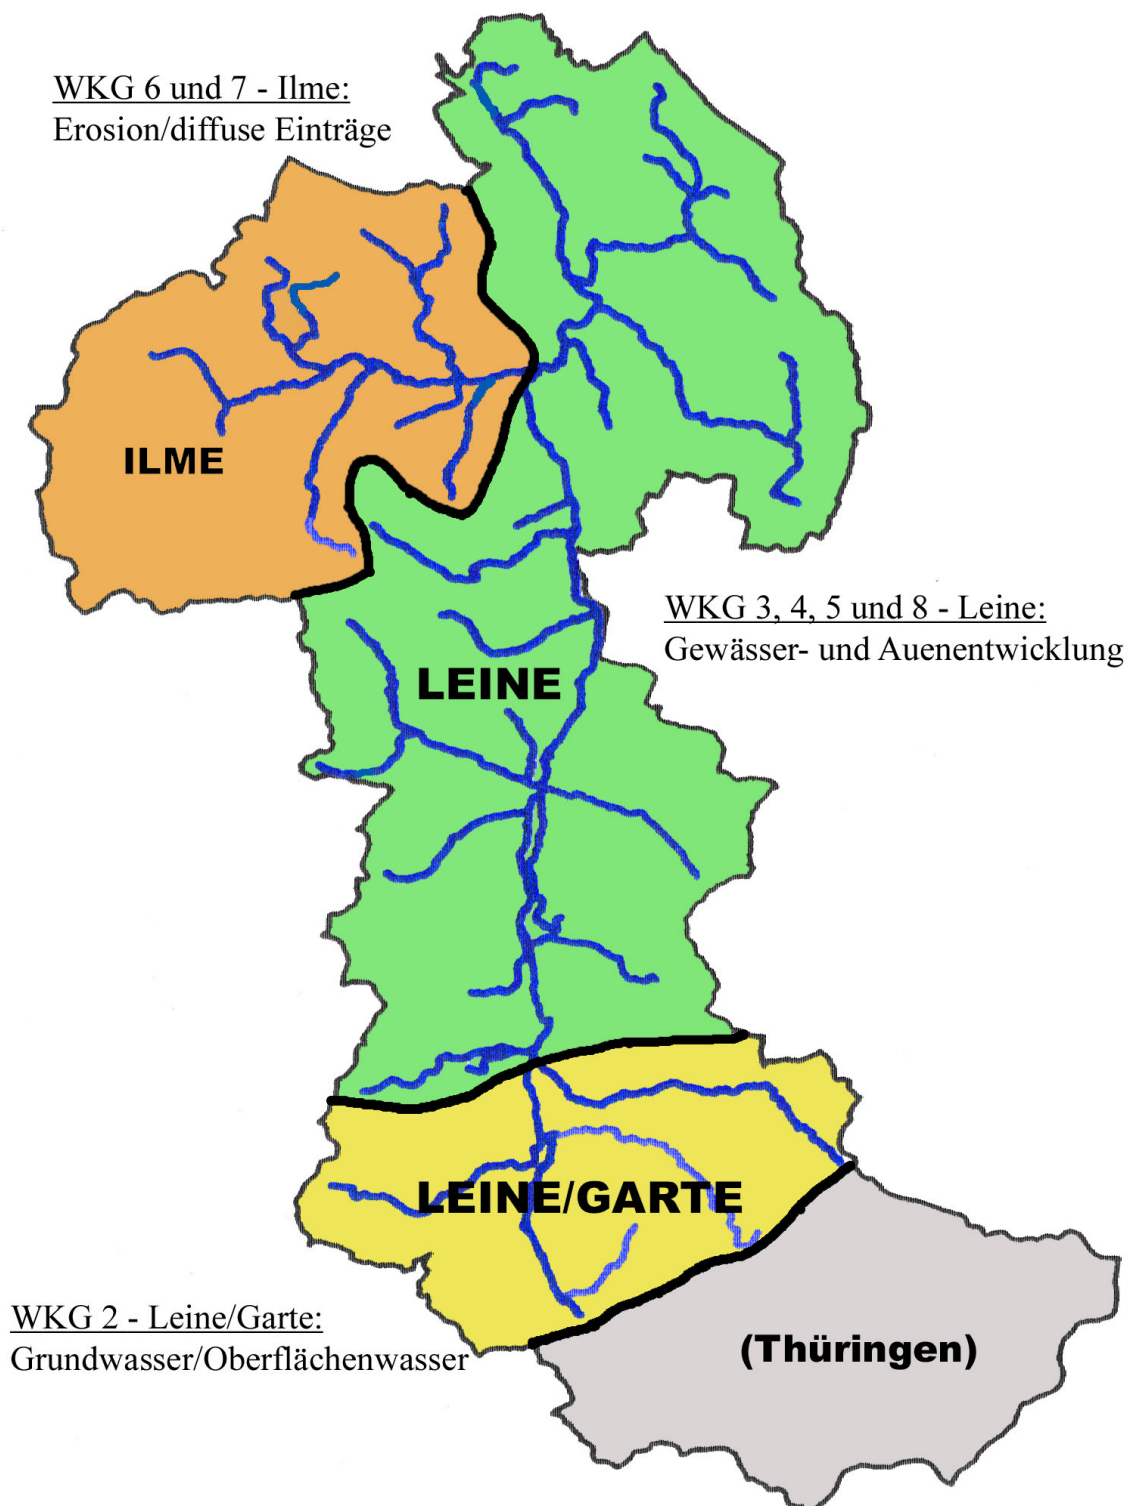 WKG 6 und 7 - Ilme:
Erosion/diffuse Einträge
ILME
WKG 3, 4, 5 und 8 - Leine:
Gewässer- und Auenentwicklung
LEINE
LEINE/GARTE
WKG 2 - Leine/Garte:
Grundwasser/Oberflächenwasser
(Thüringen)